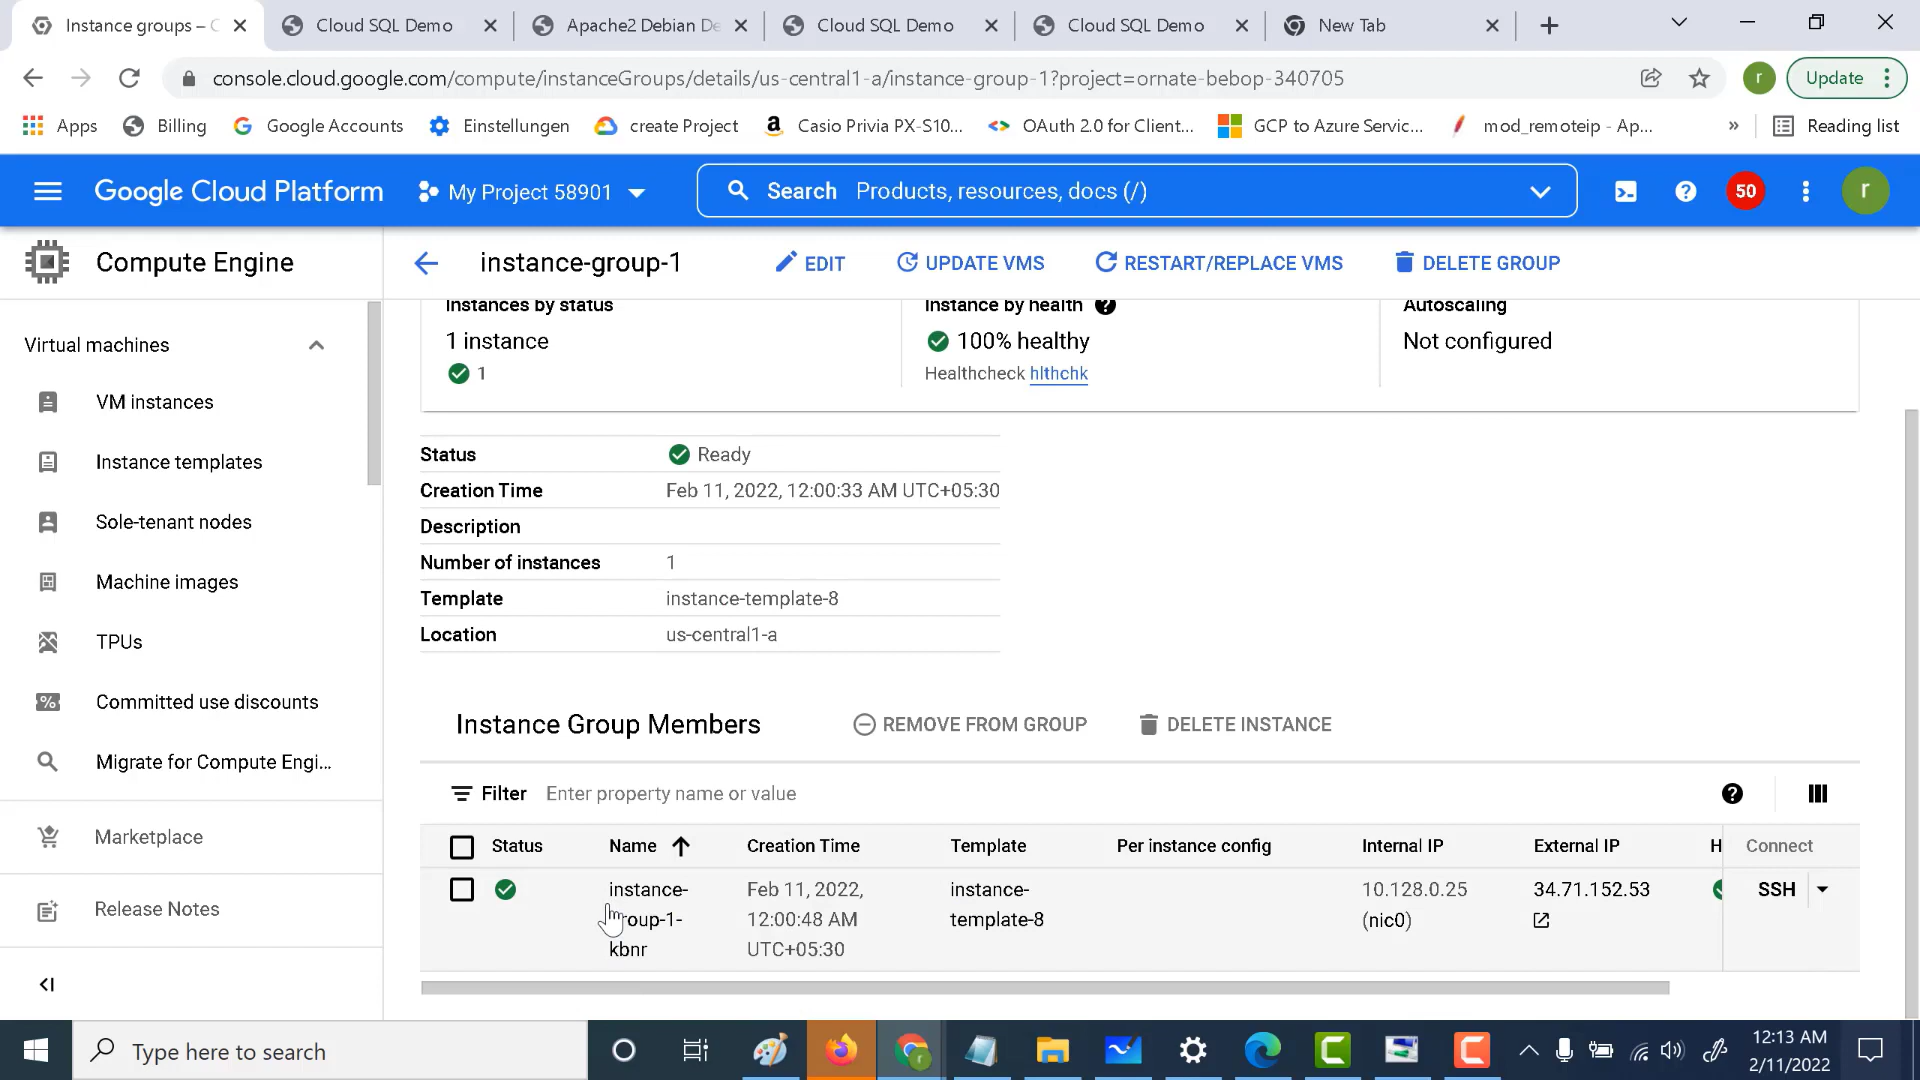 Instance groups – C
Cloud SQL Demo
Apache2 Debian De
Cloud SQL Demo
Cloud SQL Demo
New Tab
console.cloud.google.com/compute/instanceGroups/details/us-central1-a/instance-group-1?project=ornate-bebop-340705
r
Update
Apps
Billing
Google Accounts
Einstellungen
create Project
Casio Privia PX-S10...
OAuth 2.0 for Client...
GCP to Azure Servic...
mod_remoteip - Ap...
»
Reading list
Google Cloud Platform
My Project 58901
Search Products, resources, docs (/)
50
r
Compute Engine
instance-group-1
EDIT
UPDATE VMS
RESTART/REPLACE VMS
DELETE GROUP
Virtual machines
VM instances
Instance templates
Sole-tenant nodes
Machine images
TPUs
Committed use discounts
Migrate for Compute Engi...
Marketplace
Release Notes
Instances by status
1 instance
1
Instance by health
100% healthy
Healthcheck hlthchk
Autoscaling
Not configured
Status Ready
Creation Time Feb 11, 2022, 12:00:33 AM UTC+05:30
Description
Number of instances 1
Template instance-template-8
Location us-central1-a
Instance Group Members
REMOVE FROM GROUP
DELETE INSTANCE
Filter Enter property name or value
Status Name Creation Time Template Per instance config Internal IP External IP H Connect
instance- Feb 11, 2022, instance- 10.128.0.25 34.71.152.53 SSH
roup-1- 12:00:48 AM template-8 (nic0)
kbnr UTC+05:30
Type here to search
12:13 AM
2/11/2022